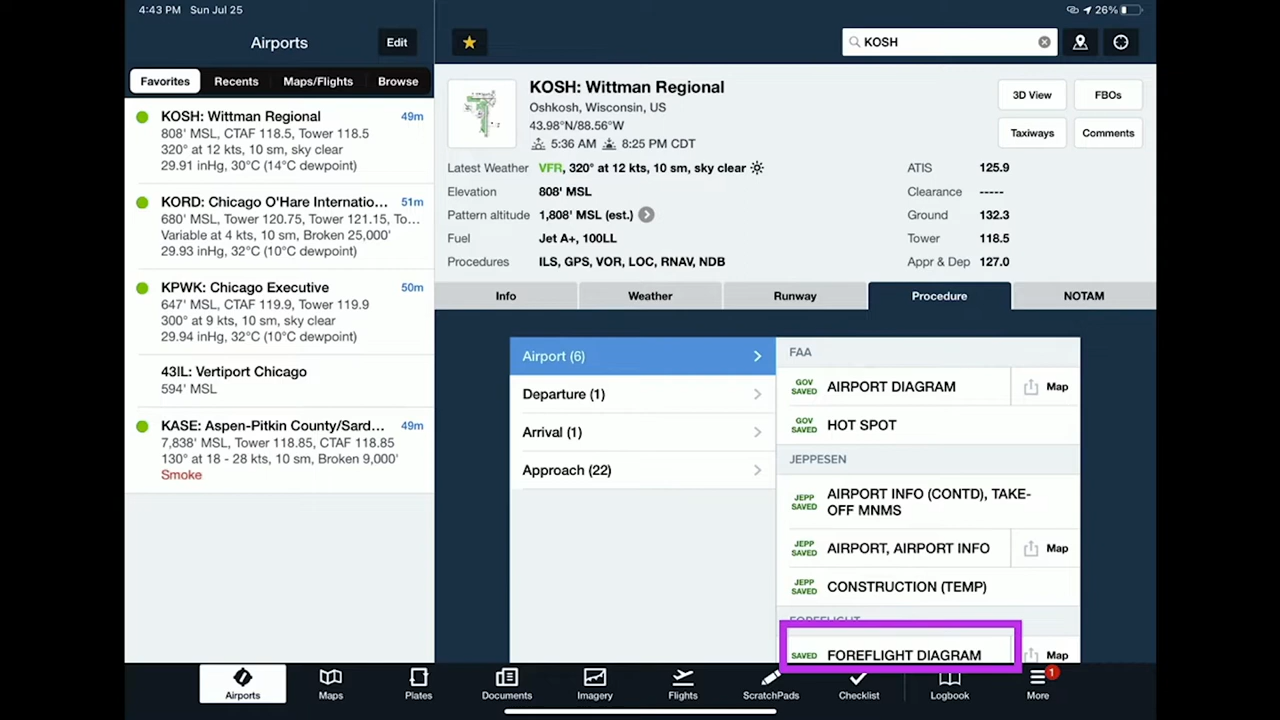 4:43 PM Sun Jul 25
26%
Airports
Edit
KOSH
Favorites
Recents
Maps/Flights
Browse
KOSH: Wittman Regional 49m
808' MSL, CTAF 118.5, Tower 118.5
320° at 12 kts, 10 sm, sky clear
29.91 inHg, 30°C (14°C dewpoint)
KORD: Chicago O'Hare Internatio... 51m
680' MSL, Tower 120.75, Tower 121.15, To...
Variable at 4 kts, 10 sm, Broken 25,000'
29.93 inHg, 32°C (10°C dewpoint)
KPWK: Chicago Executive 50m
647' MSL, CTAF 119.9, Tower 119.9
300° at 9 kts, 10 sm, sky clear
29.94 inHg, 32°C (10°C dewpoint)
43IL: Vertiport Chicago
594' MSL
KASE: Aspen-Pitkin County/Sard... 49m
7,838' MSL, Tower 118.85, CTAF 118.85
130° at 18 - 28 kts, 10 sm, Broken 9,000'
Smoke
KOSH: Wittman Regional
Oshkosh, Wisconsin, US
43.98°N/88.56°W
5:36 AM 8:25 PM CDT
3D View
FBOs
Taxiways
Comments
Latest Weather VFR, 320° at 12 kts, 10 sm, sky clear
Elevation 808' MSL
Pattern altitude 1,808' MSL (est.)
Fuel Jet A+, 100LL
Procedures ILS, GPS, VOR, LOC, RNAV, NDB
ATIS 125.9
Clearance -----
Ground 132.3
Tower 118.5
Appr & Dep 127.0
Info
Weather
Runway
Procedure
NOTAM
Airport (6)
Departure (1)
Arrival (1)
Approach (22)
FAA
GOV SAVED AIRPORT DIAGRAM Map
GOV SAVED HOT SPOT
JEPPESEN
JEPP SAVED AIRPORT INFO (CONTD), TAKE-
OFF MNMS
JEPP SAVED AIRPORT, AIRPORT INFO Map
JEPP SAVED CONSTRUCTION (TEMP)
FOREFLIGHT
SAVED FOREFLIGHT DIAGRAM Map
Airports
Maps
Plates
Documents
Imagery
Flights
ScratchPads
Checklist
Logbook
More
1